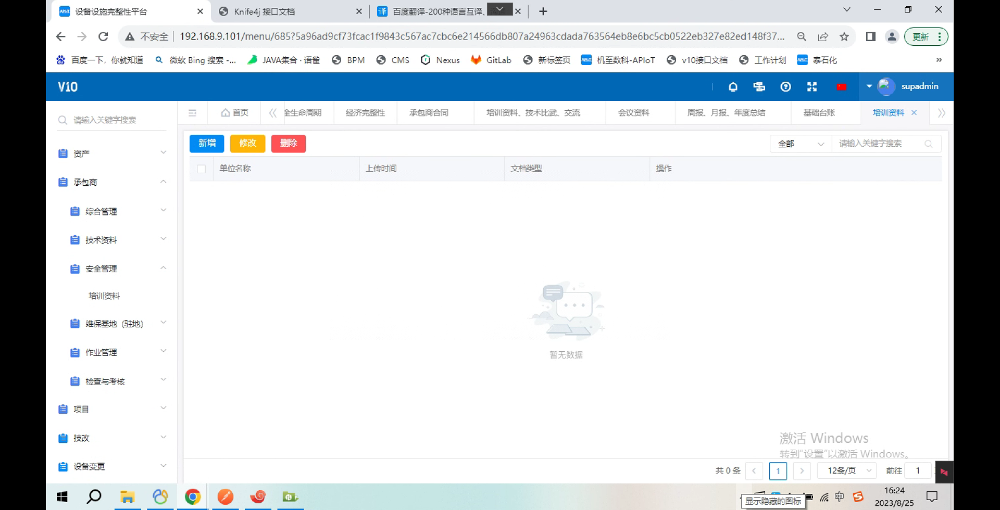 设备设施完整性平台
Knife4j 接口文档
百度翻译-200种语言互译、
不安全
192.168.9.101/menu/685?5a96ad9cf73fcac1f9843c567ac7cbc6e214566db807a24963cdada763564eb8e6bc5cb0522eb327e82ed148f37...
更新
百度一下，你就知道
微软 Bing 搜索 -...
JAVA集合 · 语雀
BPM
CMS
Nexus
GitLab
新标签页
机至数科-APIoT
v10接口文档
工作计划
泰石化
V10
supadmin
请输入关键字搜索
首页
全生命周期
经济完整性
承包商合同
培训资料、技术比武、交流
会议资料
周报、月报、年度总结
基础台账
培训资料
新增
修改
删除
全部
请输入关键字搜索
单位名称
上传时间
文档类型
操作
资产
承包商
综合管理
技术资料
安全管理
培训资料
维保基地（驻地）
作业管理
检查与考核
项目
技改
设备变更
暂无数据
激活 Windows
转到"设置"以激活 Windows。
共 0 条
1
12条/页
前往
1
显示隐藏的图标
中
16:24
2023/8/25